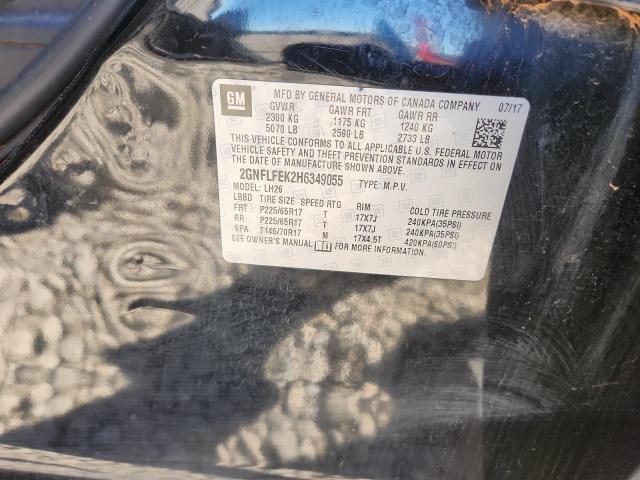 GM
MFD BY GENERAL MOTORS OF CANADA COMPANY 07/17
GVWR GAWR FRT GAWR RR
2300 KG 1175 KG 1240 KG
5070 LB 2590 LB 2733 LB
THIS VEHICLE CONFORMS TO ALL APPLICABLE U.S. FEDERAL MOTOR
VEHICLE SAFETY AND THEFT PREVENTION STANDARDS IN EFFECT ON
THE DATE OF MANUFACTURE SHOWN ABOVE.
2GNFLFEK2H6349055 TYPE: M.P.V.
MODEL: LH26
LBBD TIRE SIZE SPEED RTG RIM COLD TIRE PRESSURE
FRT P225/65R17 T 17X7J 240KPA(35PSI)
RR P225/65R17 T 17X7J 240KPA(35PSI)
SPA T145/70R17 M 17X4.5T 420KPA(60PSI)
SEE OWNER'S MANUAL FOR MORE INFORMATION.